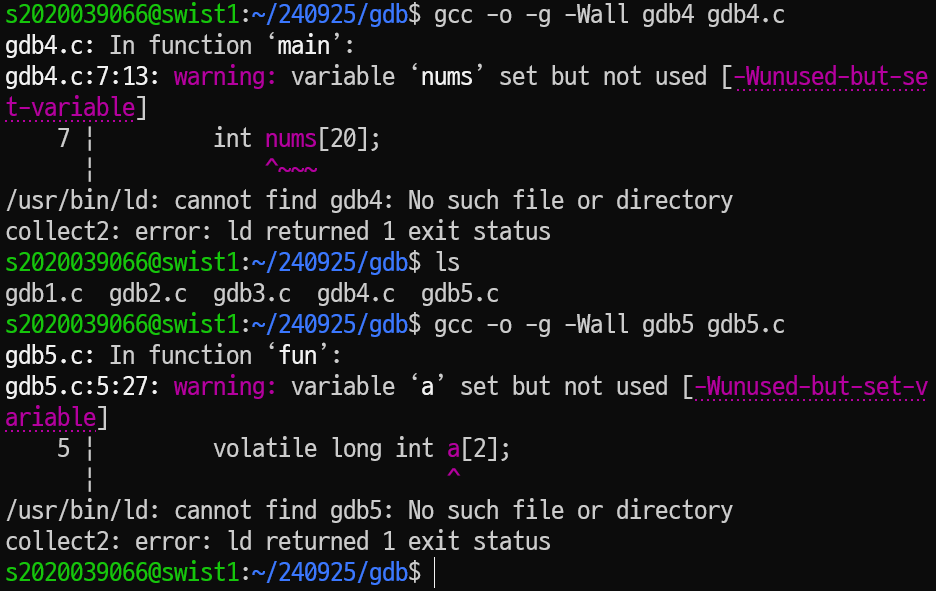 s2020039066@swist1:~/240925/gdb$ gcc -o -g -Wall gdb4 gdb4.c
gdb4.c: In function ‘main’:
gdb4.c:7:13: warning: variable ‘nums’ set but not used [-Wunused-but-se
t-variable]
    7 ¦         int nums[20];
      ¦             ^~~~
/usr/bin/ld: cannot find gdb4: No such file or directory
collect2: error: ld returned 1 exit status
s2020039066@swist1:~/240925/gdb$ ls
gdb1.c  gdb2.c  gdb3.c  gdb4.c  gdb5.c
s2020039066@swist1:~/240925/gdb$ gcc -o -g -Wall gdb5 gdb5.c
gdb5.c: In function ‘fun’:
gdb5.c:5:27: warning: variable ‘a’ set but not used [-Wunused-but-set-v
ariable]
    5 ¦         volatile long int a[2];
      ¦                           ^
/usr/bin/ld: cannot find gdb5: No such file or directory
collect2: error: ld returned 1 exit status
s2020039066@swist1:~/240925/gdb$